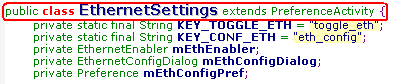 public class EthernetSettings extends PreferenceActivity {
private static final String KEY_TOGGLE_ETH = "toggle_eth";
private static final String KEY_CONF_ETH = "eth_config";
private EthernetEnabler mEthEnabler;
private EthernetConfigDialog mEthConfigDialog;
private Preference mEthConfigPref;